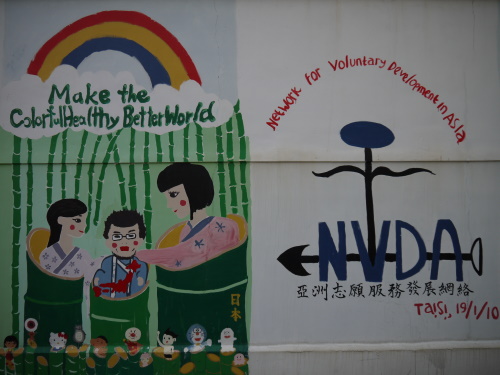 Make the
Colorful Healthy Better World
日本
Network for Voluntary Development in Asia
NVDA
亞洲志願服務發展網絡
Taisi, 19/1/10